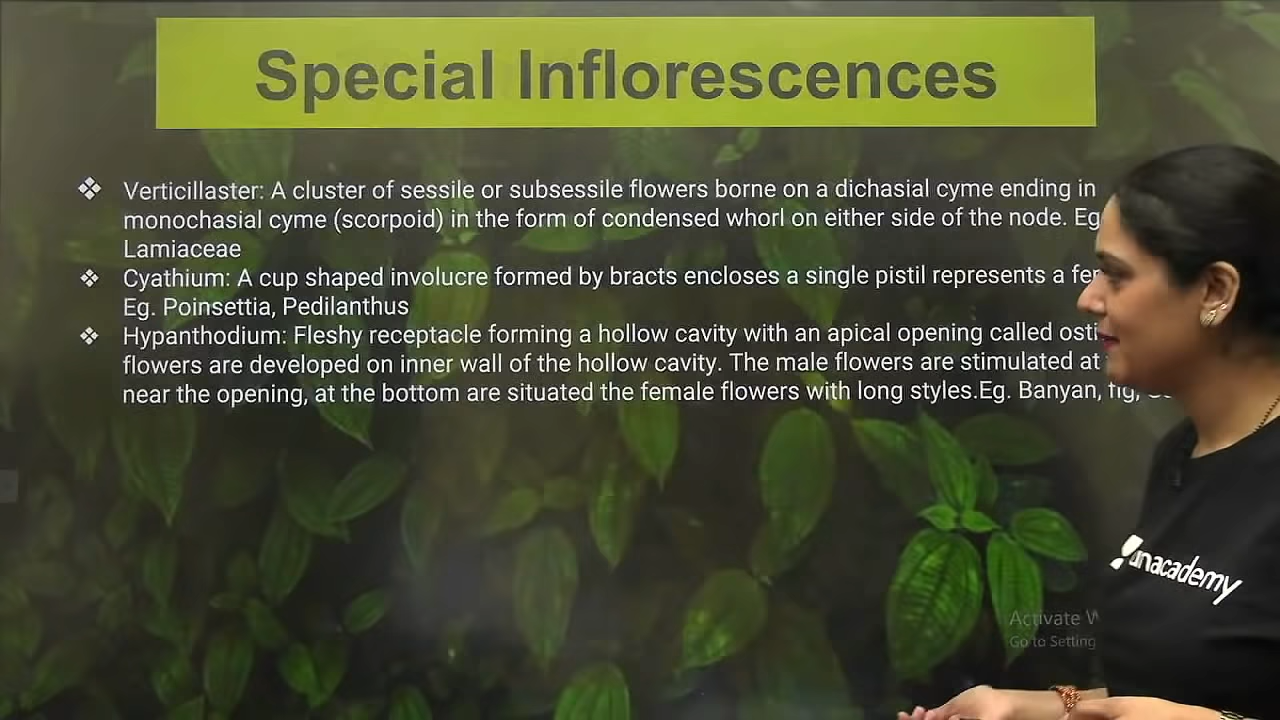 Special Inflorescences
❖ Verticillaster: A cluster of sessile or subsessile flowers borne on a dichasial cyme ending in
monochasial cyme (scorpoid) in the form of condensed whorl on either side of the node. Eg
Lamiaceae
❖ Cyathium: A cup shaped involucre formed by bracts encloses a single pistil represents a
Eg. Poinsettia, Pedilanthus
❖ Hypanthodium: Fleshy receptacle forming a hollow cavity with an apical opening called
flowers are developed on inner wall of the hollow cavity. The male flowers are stimulated at
near the opening, at the bottom are situated the female flowers with long styles.Eg. Banyan, fig,
unacademy
Activate
Go to Setting